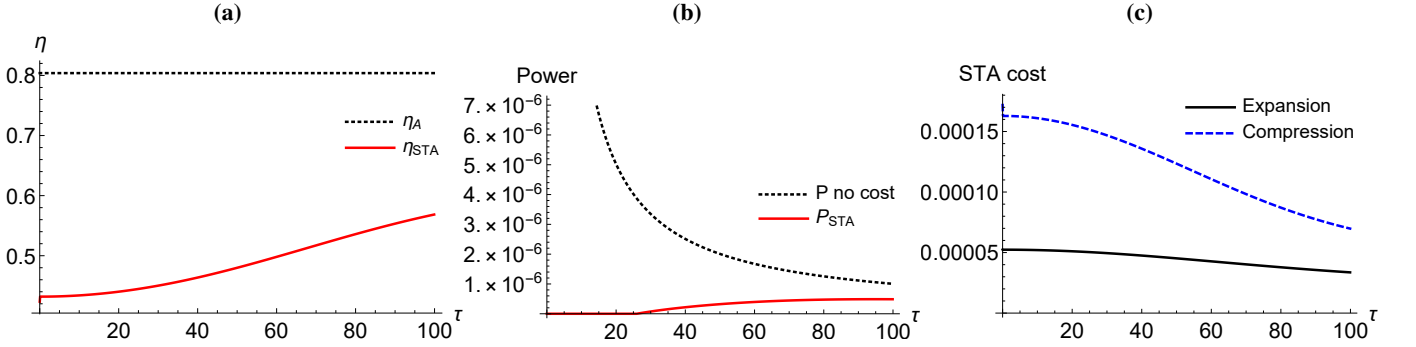 (a)
η
0.8
0.7
0.6
0.5
20 40 60 80 100 τ
η_A
η_STA
(b)
Power
7. × 10⁻⁶
6. × 10⁻⁶
5. × 10⁻⁶
4. × 10⁻⁶
3. × 10⁻⁶
2. × 10⁻⁶
1. × 10⁻⁶
20 40 60 80 100 τ
P no cost
P_STA
(c)
STA cost
0.00015
0.00010
0.00005
20 40 60 80 100 τ
Expansion
Compression